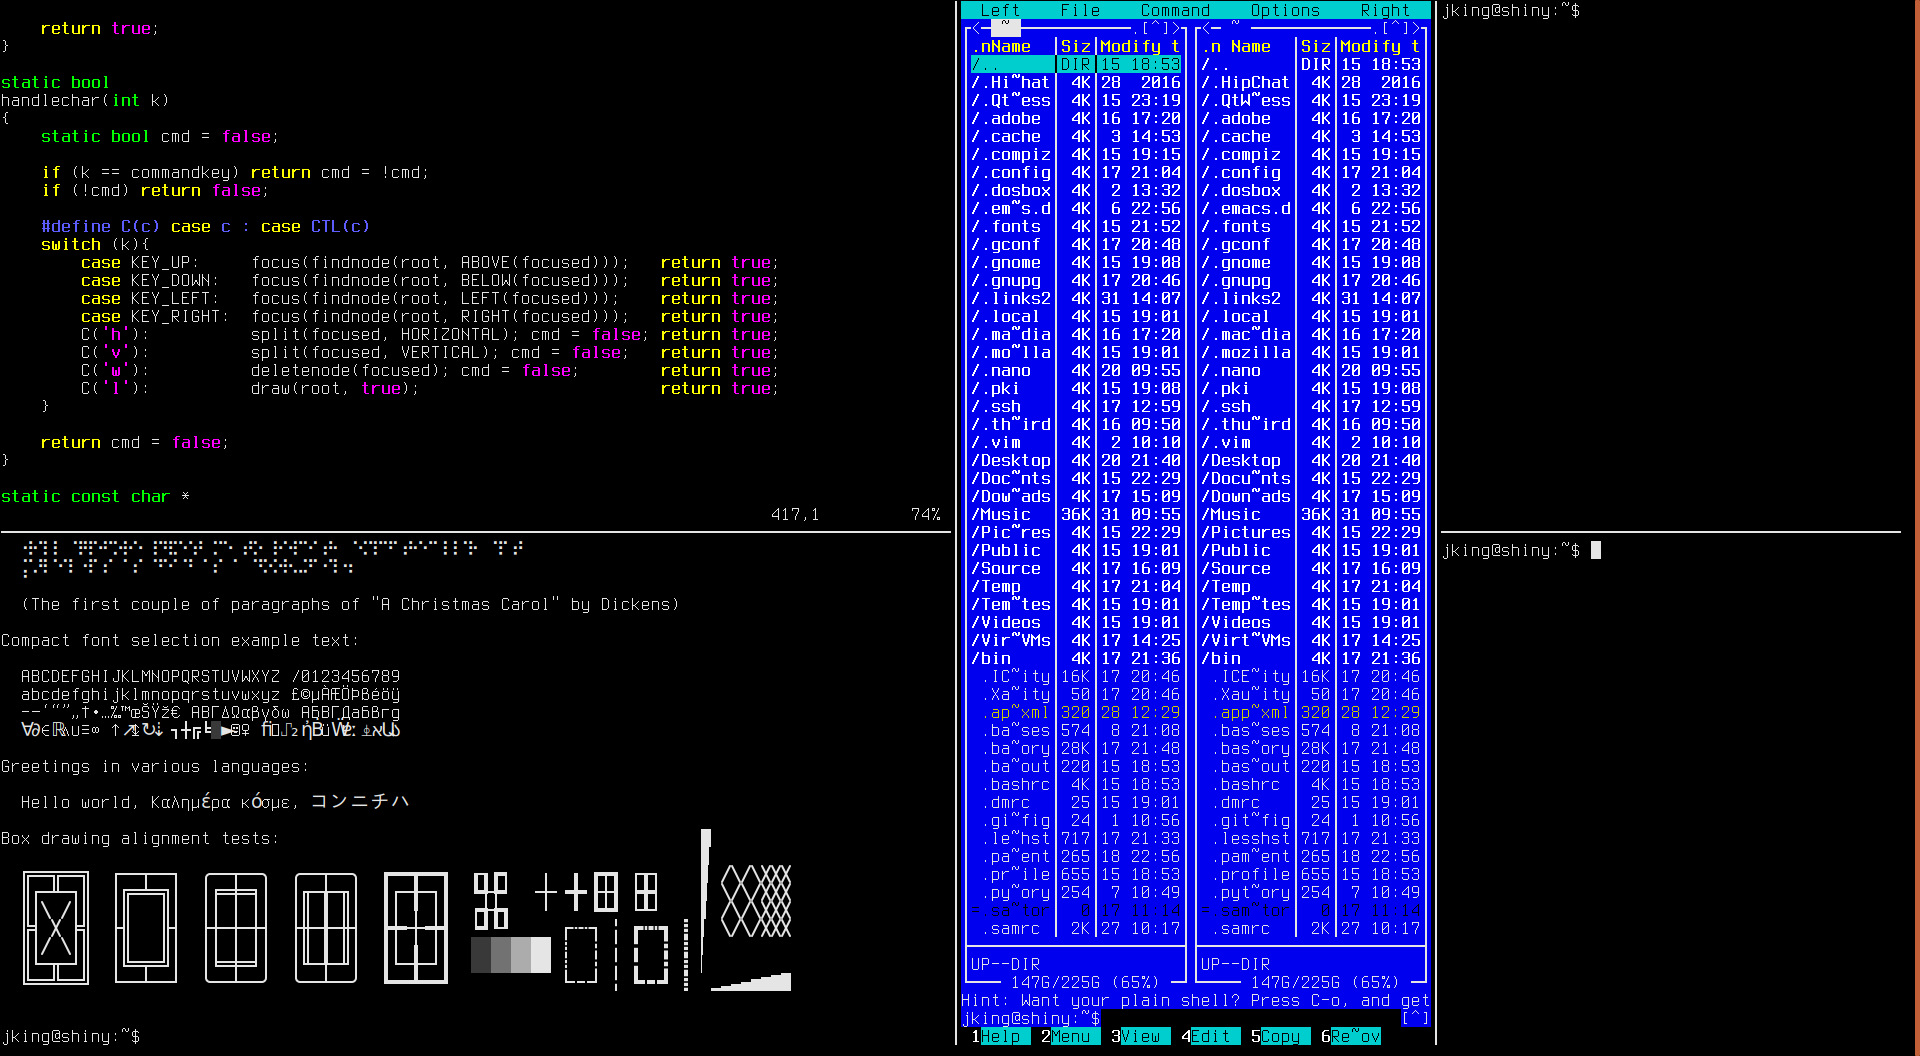 return true;
}
static bool
handlechar(int k)
{
    static bool cmd = false;
    if (k == commandkey) return cmd = !cmd;
    if (!cmd) return false;
    #define C(c) case c : case CTL(c)
    switch (k){
        case KEY_UP:     focus(findnode(root, ABOVE(focused)));   return true;
        case KEY_DOWN:   focus(findnode(root, BELOW(focused)));   return true;
        case KEY_LEFT:   focus(findnode(root, LEFT(focused)));    return true;
        case KEY_RIGHT:  focus(findnode(root, RIGHT(focused)));   return true;
        C('h'):          split(focused, HORIZONTAL); cmd = false; return true;
        C('v'):          split(focused, VERTICAL); cmd = false;   return true;
        C('w'):          deletenode(focused); cmd = false;        return true;
        C('l'):          draw(root, true);                        return true;
    }
    return cmd = false;
}
static const char *
417,1         74%
(The first couple of paragraphs of "A Christmas Carol" by Dickens)
Compact font selection example text:
ABCDEFGHIJKLMNOPQRSTUVWXYZ /0123456789
abcdefghijklmnopqrstuvwxyz £©µÀÆÖÞßéöü
–—‘“”„†•…‰™œŠŸž€ ΑΒΓΔΩαβγδω АБВГДабвгд
Greetings in various languages:
Hello world, Καλημέρα κόσμε, コンニチハ
Box drawing alignment tests:
jking@shiny:~$
Left    File    Command    Options    Right
<─ ~ ─.[^]> <─ ~ ─.[^]>
.nName |Siz|Modify t .n Name |Siz|Modify t
/.. DIR 15 18:53 /.. DIR 15 18:53
/.Hi~hat 4K 28  2016 /.HipChat 4K 28  2016
/.Qt~ess 4K 15 23:19 /.QtW~ess 4K 15 23:19
/.adobe 4K 16 17:20 /.adobe 4K 16 17:20
/.cache 4K 3 14:53 /.cache 4K 3 14:53
/.compiz 4K 15 19:15 /.compiz 4K 15 19:15
/.config 4K 17 21:04 /.config 4K 17 21:04
/.dosbox 4K 2 13:32 /.dosbox 4K 2 13:32
/.em~s.d 4K 6 22:56 /.emacs.d 4K 6 22:56
/.fonts 4K 15 21:52 /.fonts 4K 15 21:52
/.gconf 4K 17 20:48 /.gconf 4K 17 20:48
/.gnome 4K 15 19:08 /.gnome 4K 15 19:08
/.gnupg 4K 17 20:46 /.gnupg 4K 17 20:46
/.links2 4K 31 14:07 /.links2 4K 31 14:07
/.local 4K 15 19:01 /.local 4K 15 19:01
/.ma~dia 4K 16 17:20 /.mac~dia 4K 16 17:20
/.mo~lla 4K 15 19:01 /.mozilla 4K 15 19:01
/.nano 4K 20 09:55 /.nano 4K 20 09:55
/.pki 4K 15 19:08 /.pki 4K 15 19:08
/.ssh 4K 17 12:59 /.ssh 4K 17 12:59
/.th~ird 4K 16 09:50 /.thu~ird 4K 16 09:50
/.vim 4K 2 10:10 /.vim 4K 2 10:10
/Desktop 4K 20 21:40 /Desktop 4K 20 21:40
/Doc~nts 4K 15 22:29 /Docu~nts 4K 15 22:29
/Dow~ads 4K 17 15:09 /Down~ads 4K 17 15:09
/Music 36K 31 09:55 /Music 36K 31 09:55
/Pic~res 4K 15 22:29 /Pictures 4K 15 22:29
/Public 4K 15 19:01 /Public 4K 15 19:01
/Source 4K 17 16:09 /Source 4K 17 16:09
/Temp 4K 17 21:04 /Temp 4K 17 21:04
/Tem~tes 4K 15 19:01 /Temp~tes 4K 15 19:01
/Videos 4K 15 19:01 /Videos 4K 15 19:01
/Vir~VMs 4K 17 14:25 /Virt~VMs 4K 17 14:25
/bin 4K 17 21:36 /bin 4K 17 21:36
.IC~ity 16K 17 20:46 .ICE~ity 16K 17 20:46
.Xa~ity 50 17 20:46 .Xau~ity 50 17 20:46
.ap~xml 320 28 12:29 .app~xml 320 28 12:29
.ba~ses 574 8 21:08 .bas~ses 574 8 21:08
.ba~ory 28K 17 21:48 .bas~ory 28K 17 21:48
.ba~out 220 15 18:53 .bas~out 220 15 18:53
.bashrc 4K 15 18:53 .bashrc 4K 15 18:53
.dmrc 25 15 19:01 .dmrc 25 15 19:01
.gi~fig 24 1 10:56 .git~fig 24 1 10:56
.le~hst 717 17 21:33 .lesshst 717 17 21:33
.pa~ent 265 18 22:56 .pam~ent 265 18 22:56
.pr~ile 655 15 18:53 .profile 655 15 18:53
.py~ory 254 7 10:49 .pyt~ory 254 7 10:49
.samrc 2K 27 10:17 .samrc 2K 27 10:17
UP--DIR UP--DIR
147G/225G (65%) 147G/225G (65%)
Hint: Want your plain shell? Press C-o, and get
jking@shiny:~$ [^]
1Help 2Menu 3View 4Edit 5Copy 6Re~ov
jking@shiny:~$
jking@shiny:~$